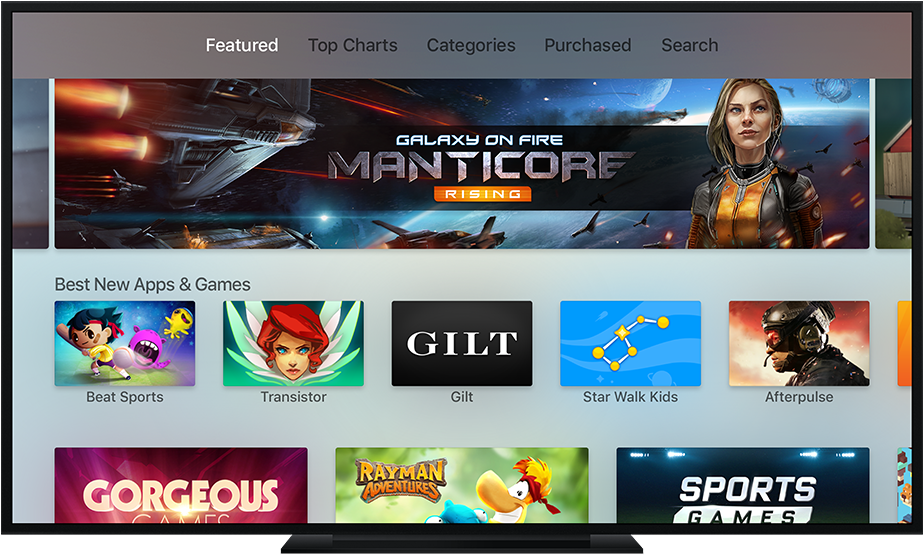 Featured Top Charts Categories Purchased Search
GALAXY ON FIRE
MANTICORE
RISING
Best New Apps & Games
GILT
Beat Sports Transistor Gilt Star Walk Kids Afterpulse
GORGEOUS
GAMES
RAYMAN
ADVENTURES
SPORTS
GAMES